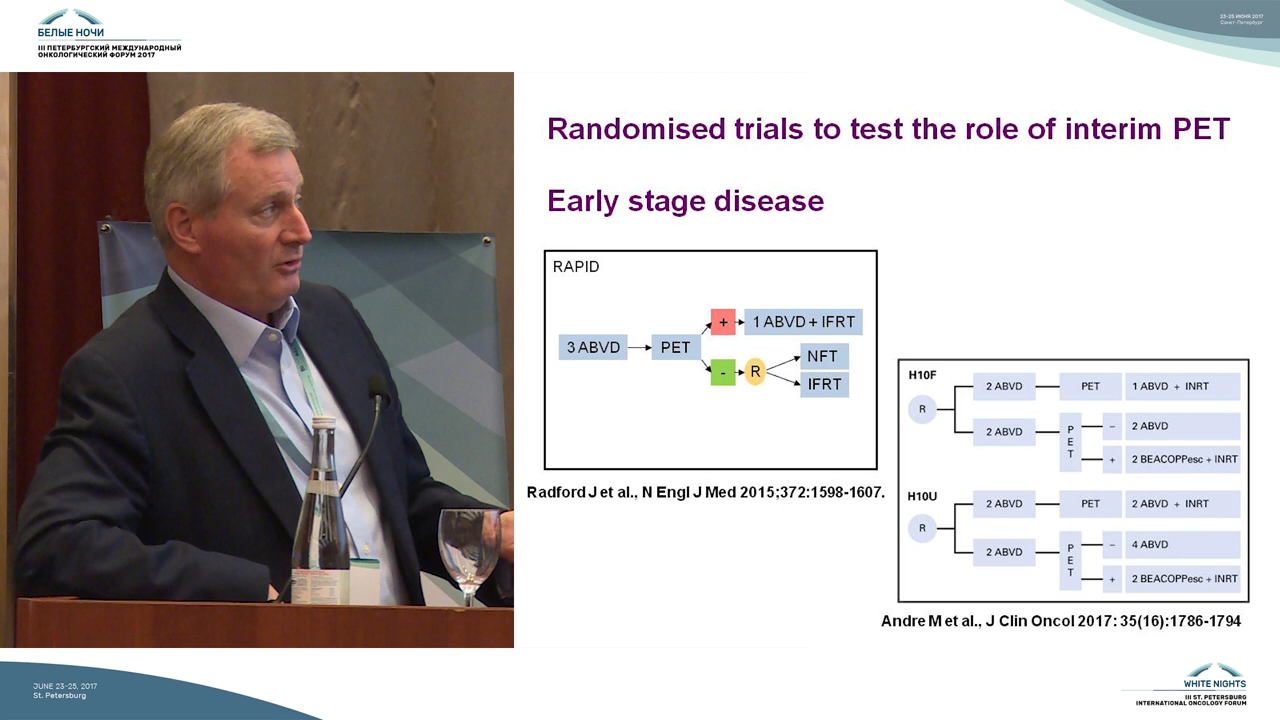 БЕЛЫЕ НОЧИ
III ПЕТЕРБУРГСКИЙ МЕЖДУНАРОДНЫЙ
ОНКОЛОГИЧЕСКИЙ ФОРУМ 2017
23-25 ИЮНЯ 2017
Санкт-Петербург
Randomised trials to test the role of interim PET
Early stage disease
RAPID
3 ABVD
PET
+
1 ABVD + IFRT
-
R
NFT
IFRT
Radford J et al., N Engl J Med 2015;372:1598-1607.
H10F
R
2 ABVD
PET
1 ABVD + INRT
2 ABVD
PET
–
2 ABVD
+
2 BEACOPPesc + INRT
H10U
R
2 ABVD
PET
2 ABVD + INRT
2 ABVD
PET
–
4 ABVD
+
2 BEACOPPesc + INRT
Andre M et al., J Clin Oncol 2017: 35(16):1786-1794
JUNE 23-25, 2017
St. Petersburg
WHITE NIGHTS
III ST. PETERSBURG
INTERNATIONAL ONCOLOGY FORUM